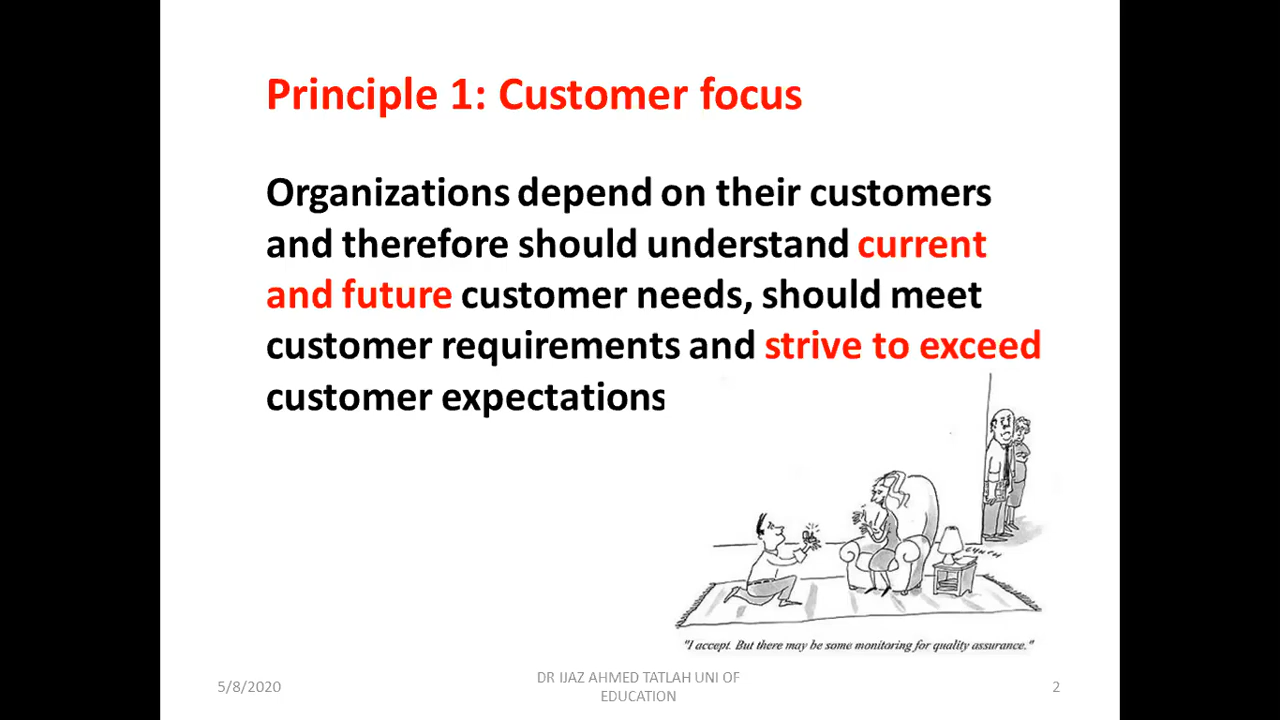 Principle 1: Customer focus
Organizations depend on their customers
and therefore should understand current
and future customer needs, should meet
customer requirements and strive to exceed
customer expectations
LYNCH
"I accept. But there may be some monitoring for quality assurance."
5/8/2020
DR IJAZ AHMED TATLAH UNI OF
EDUCATION
2